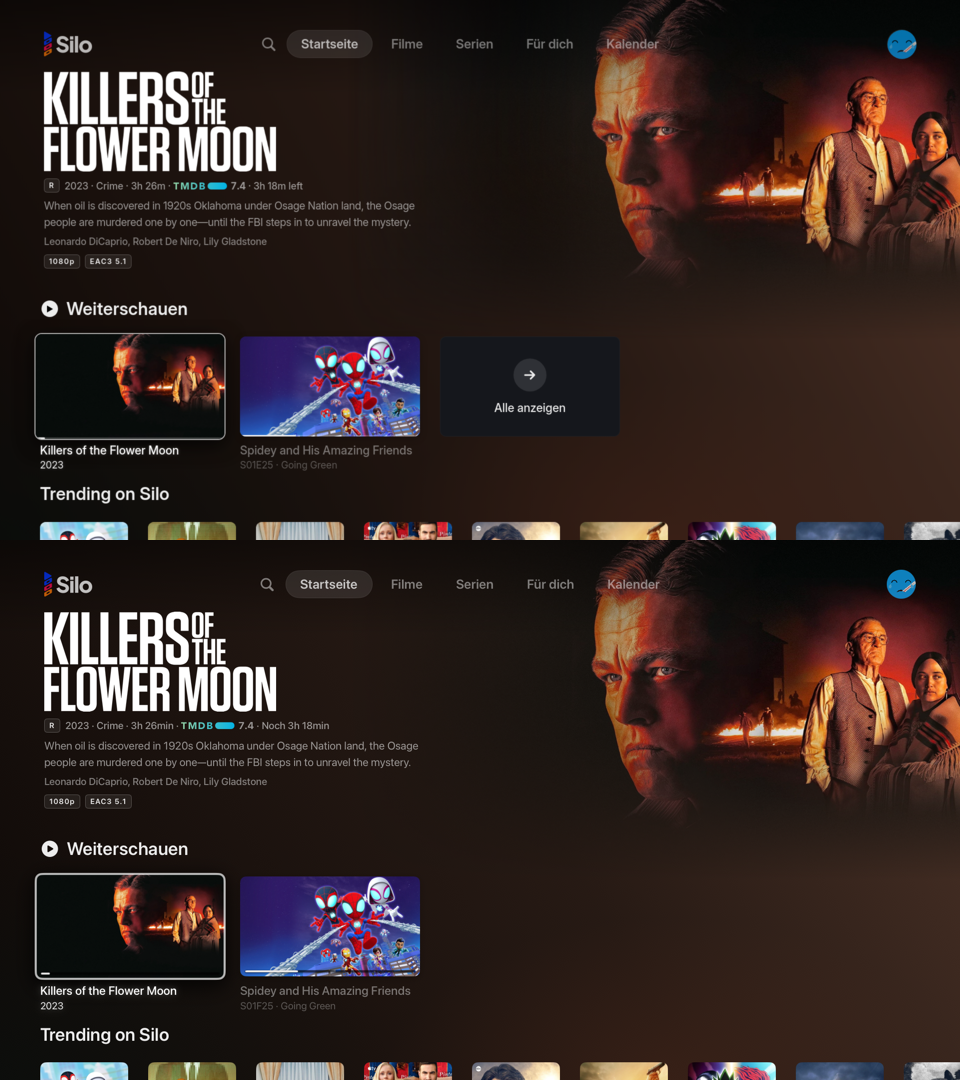 Silo
Startseite
Filme
Serien
Für dich
Kalender
KILLERS OF
THE
FLOWER MOON
R 2023 · Crime · 3h 26m · TMDB 7.4 · 3h 18m left
When oil is discovered in 1920s Oklahoma under Osage Nation land, the Osage
people are murdered one by one—until the FBI steps in to unravel the mystery.
Leonardo DiCaprio, Robert De Niro, Lily Gladstone
1080p EAC3 5.1
Weiterschauen
Alle anzeigen
Killers of the Flower Moon
2023
Spidey and His Amazing Friends
S01E25 · Going Green
Trending on Silo
Silo
Startseite
Filme
Serien
Für dich
Kalender
KILLERS OF
THE
FLOWER MOON
R 2023 · Crime · 3h 26min · TMDB 7.4 · Noch 3h 18min
When oil is discovered in 1920s Oklahoma under Osage Nation land, the Osage
people are murdered one by one—until the FBI steps in to unravel the mystery.
Leonardo DiCaprio, Robert De Niro, Lily Gladstone
1080p EAC3 5.1
Weiterschauen
Killers of the Flower Moon
2023
Spidey and His Amazing Friends
S01F25 · Going Green
Trending on Silo